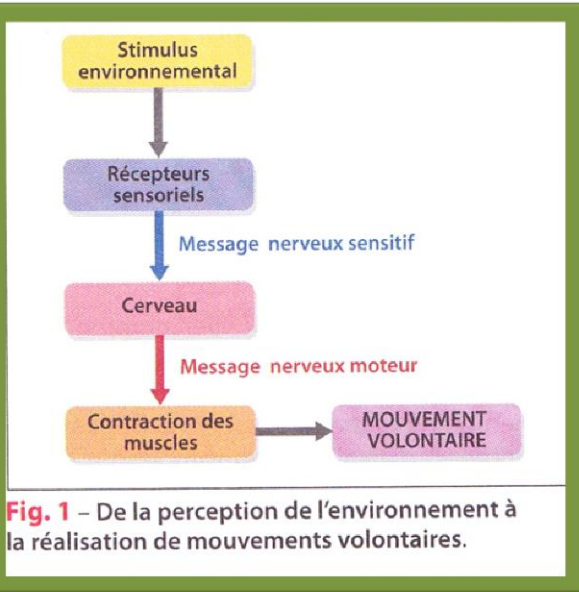 Stimulus
environnemental
Récepteurs
sensoriels
Message nerveux sensitif
Cerveau
Message nerveux moteur
Contraction des
muscles
MOUVEMENT
VOLONTAIRE
Fig. 1 – De la perception de l'environnement à
la réalisation de mouvements volontaires.